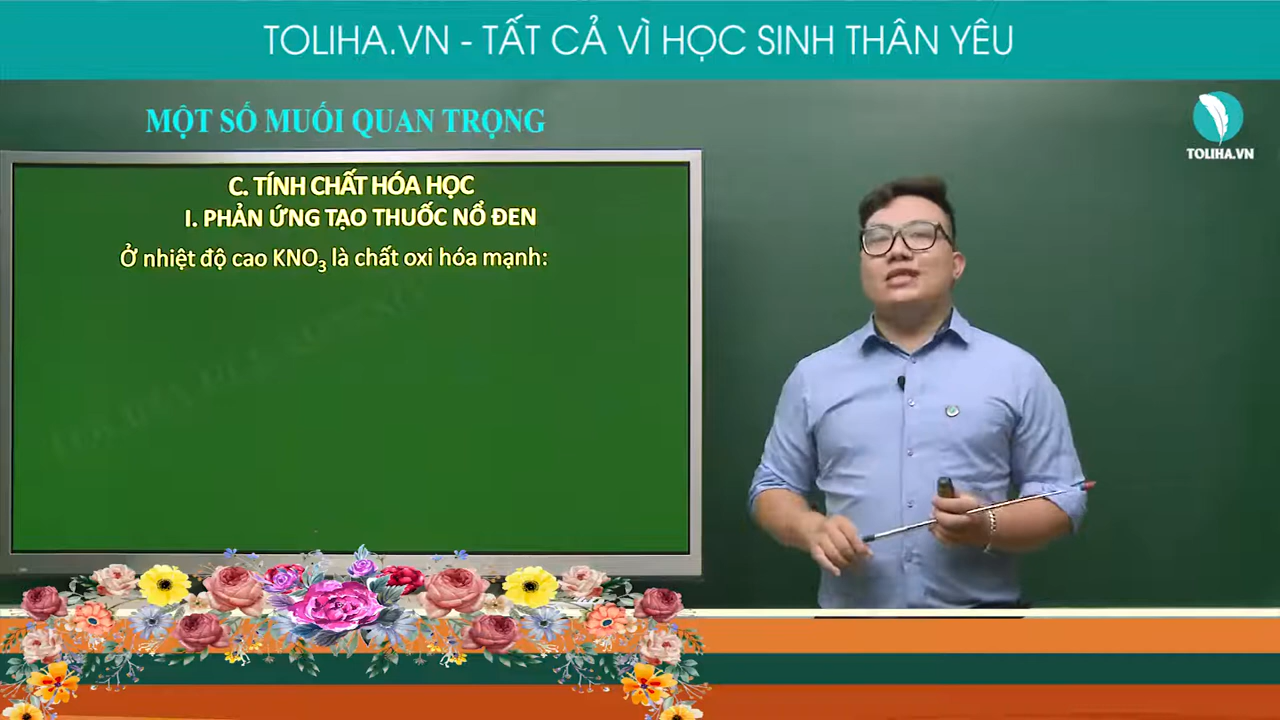 TOLIHA.VN - TẤT CẢ VÌ HỌC SINH THÂN YÊU
MỘT SỐ MUỐI QUAN TRỌNG
TOLIHA.VN
C. TÍNH CHẤT HÓA HỌC
I. PHẢN ỨNG TẠO THUỐC NỔ ĐEN
Ở nhiệt độ cao KNO₃ là chất oxi hóa mạnh: